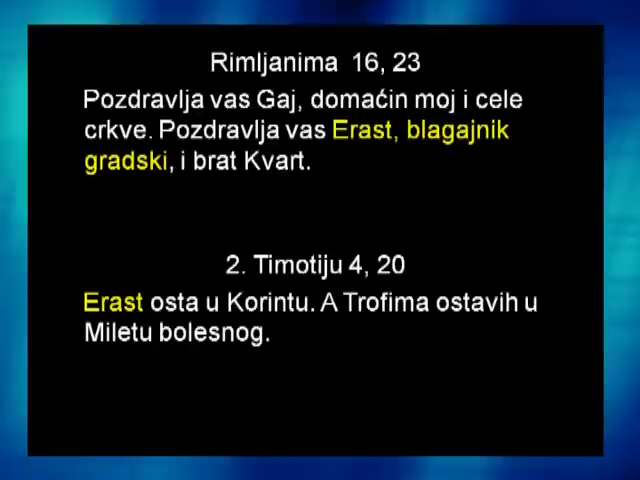 Rimljanima 16, 23
Pozdravlja vas Gaj, domaćin moj i cele
crkve. Pozdravlja vas Erast, blagajnik
gradski, i brat Kvart.
2. Timotiju 4, 20
Erast osta u Korintu. A Trofima ostavih u
Miletu bolesnog.